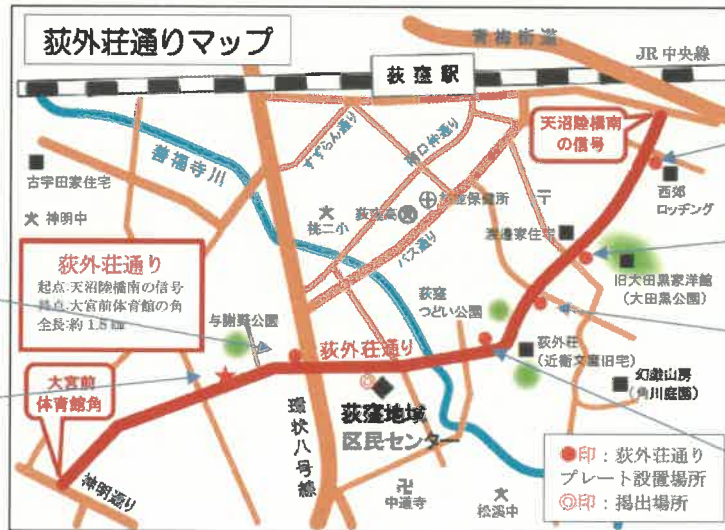 荻外荘通りマップ
青梅街道
JR中央線
荻窪駅
天沼陸橋南
の信号
すずらん通り
南口仲通り
善福寺川
古宇田家住宅
神明中
桃二小
荻窪高
荻窪保健所
バス通り
西郊
ロッヂング
渡邊家住宅
旧大田黒家洋館
(大田黒公園)
荻外荘通り
起点:天沼陸橋南の信号
終点:大宮前体育館の角
全長:約1.8km
荻窪
つどい公園
与謝野公園
荻外荘通り
荻外荘
(近衛文麿旧宅)
幻戯山房
(角川庭園)
大宮前
体育館角
荻窪地域
区民センター
環状八号線
神明通り
中道寺
松渓中
●印:荻外荘通り
プレート設置場所
◎印:掲出場所